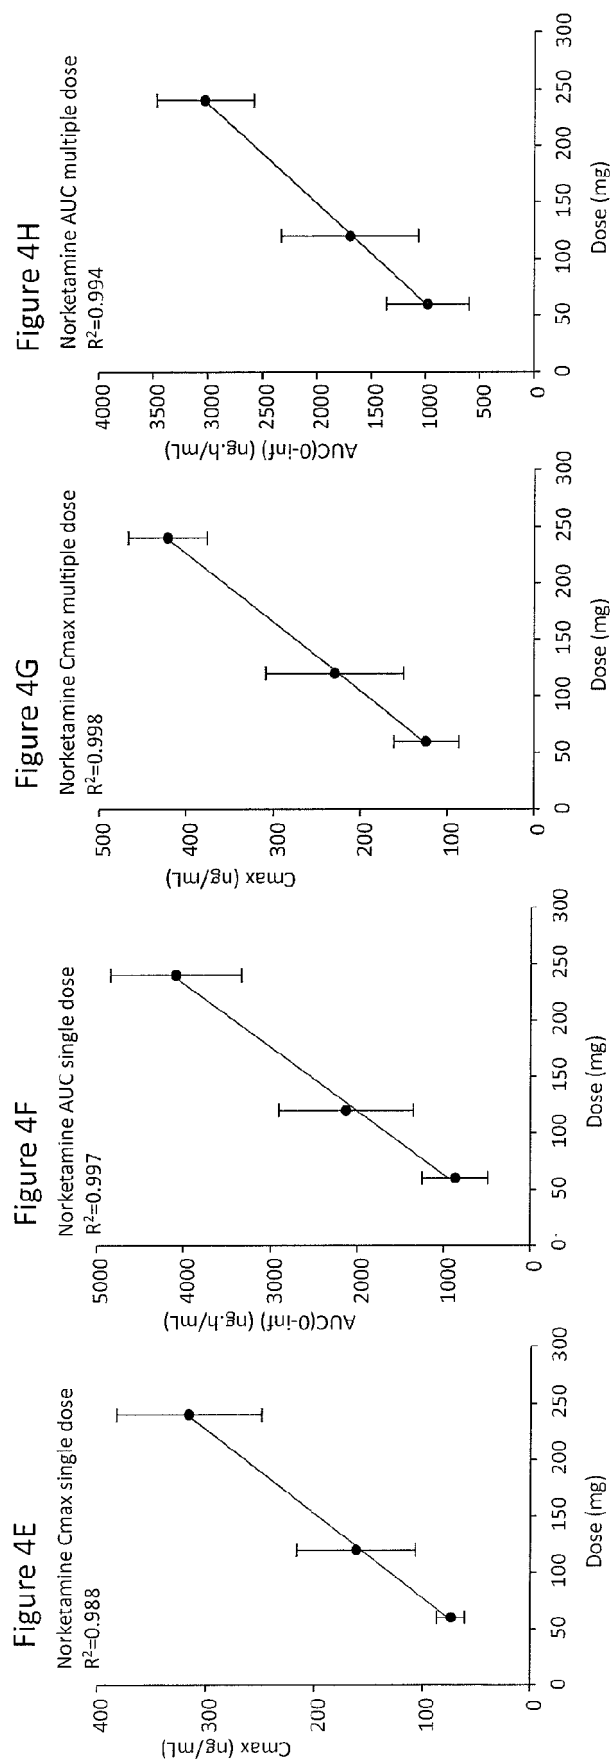 Figure 4E
Norketamine Cmax single dose
R²=0.988
Cmax (ng/mL)
400
300
200
100
0
0
50
100
150
200
250
300
Dose (mg)
Figure 4F
Norketamine AUC single dose
R²=0.997
AUC(0-inf) (ng.h/mL)
5000
4000
3000
2000
1000
0
0
50
100
150
200
250
300
Dose (mg)
Figure 4G
Norketamine Cmax multiple dose
R²=0.998
Cmax (ng/mL)
500
400
300
200
100
0
0
50
100
150
200
250
300
Dose (mg)
Figure 4H
Norketamine AUC multiple dose
R²=0.994
AUC(0-inf) (ng.h/mL)
4000
3500
3000
2500
2000
1500
1000
500
0
0
50
100
150
200
250
300
Dose (mg)